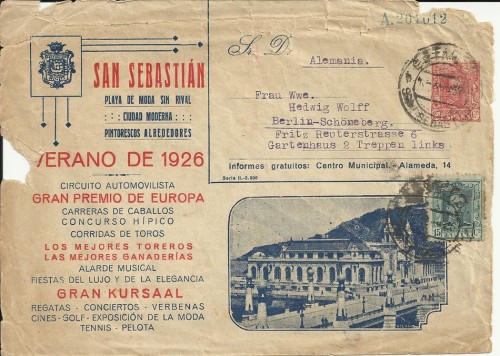 A.201012
SAN SEBASTIÁN
PLAYA DE MODA SIN RIVAL
CIUDAD MODERNA
PINTORESCOS ALREDEDORES
VERANO DE 1926
CIRCUITO AUTOMOVILISTA
GRAN PREMIO DE EUROPA
CARRERAS DE CABALLOS
CONCURSO HÍPICO
CORRIDAS DE TOROS
LOS MEJORES TOREROS
LAS MEJORES GANADERÍAS
ALARDE MUSICAL
FIESTAS DEL LUJO Y DE LA ELEGANCIA
GRAN KURSAAL
REGATAS - CONCIERTOS - VERBENAS
CINES-GOLF-EXPOSICIÓN DE LA MODA
TENNIS - PELOTA
S. D.
Alemania.
Frau Wwe.
Hedwig Wolff
Berlin-Schöneberg.
Fritz Reuterstrasse 6
Gartenhaus 2 Treppen links
Informes gratuitos: Centro Municipal.-Alameda, 14
15